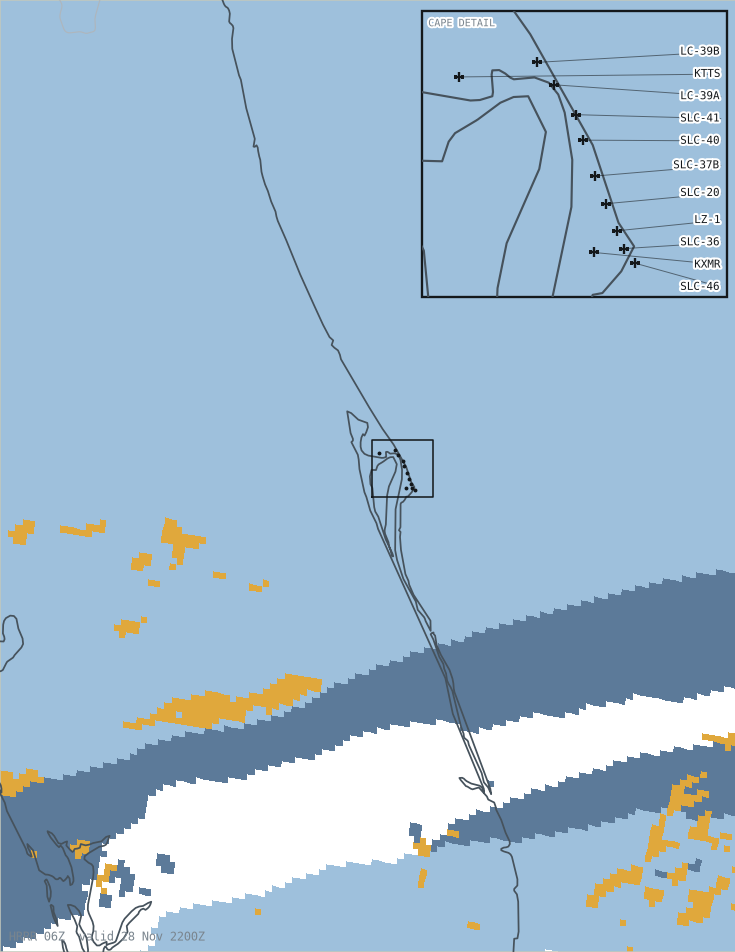 CAPE DETAIL
LC-39B
KTTS
LC-39A
SLC-41
SLC-40
SLC-37B
SLC-20
LZ-1
SLC-36
KXMR
SLC-46
06Z valid 28 Nov 2200Z